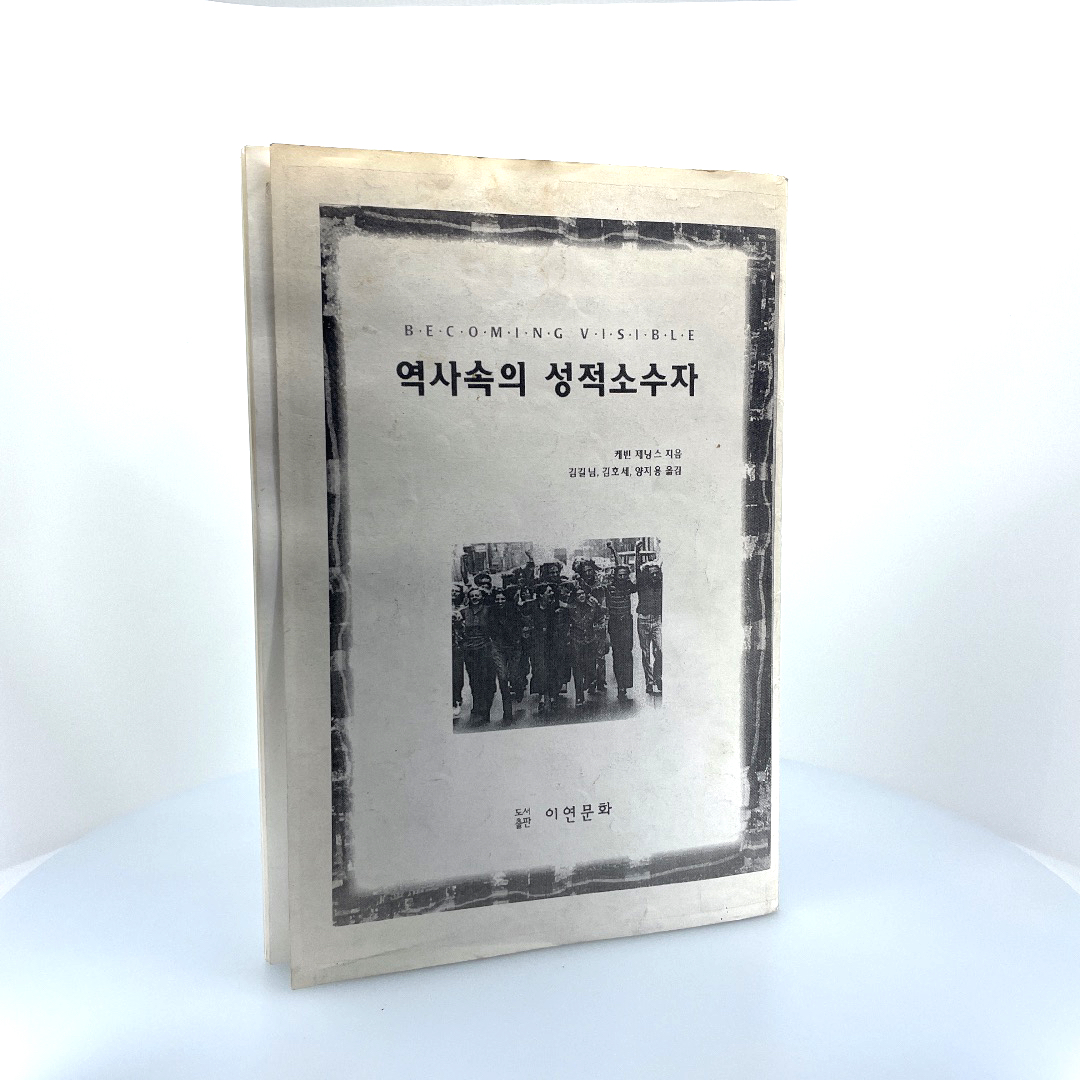 B·E·C·O·M·I·N·G V·I·S·I·B·L·E
역사속의 성적소수자
케빈 제닝스 지음
김길님, 김호세, 양지용 옮김
도서출판 이연문화